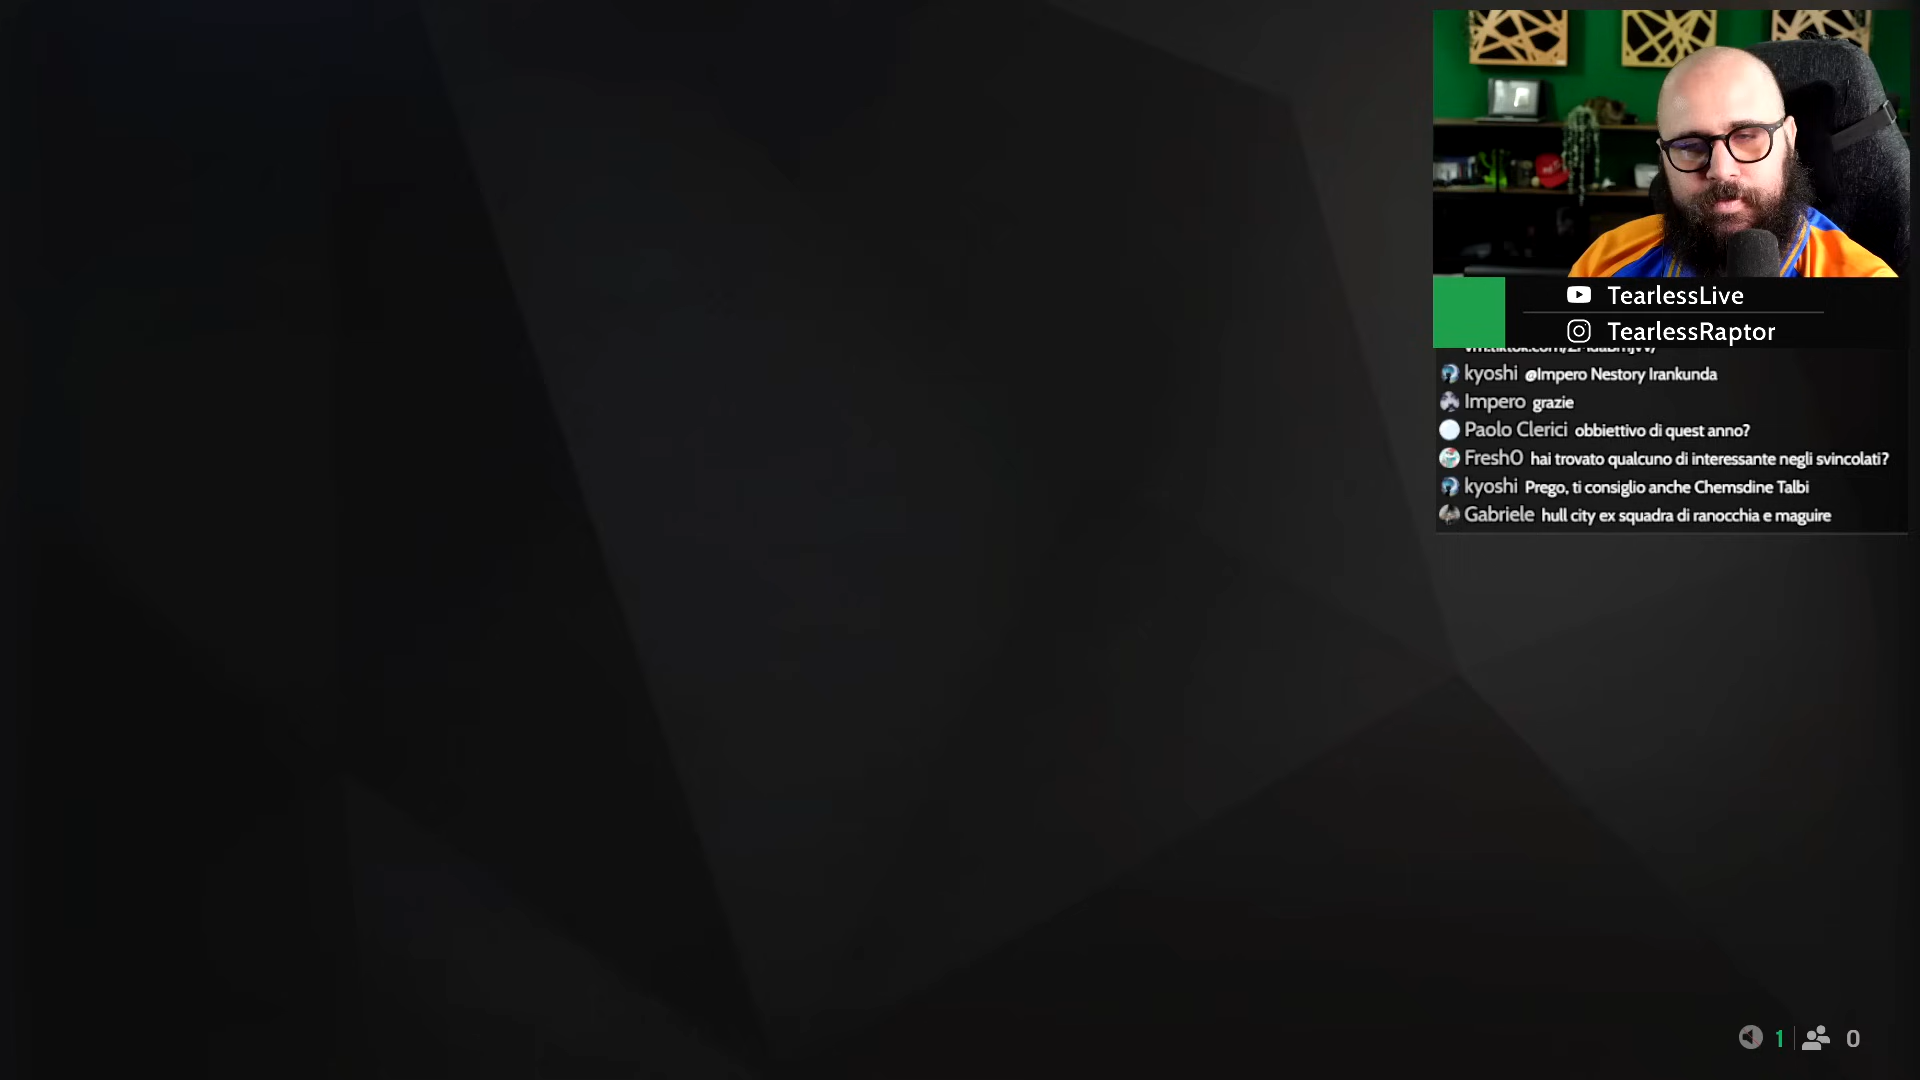 TearlessLive
TearlessRaptor
kyoshi @Impero Nestory Irankunda
Impero grazie
Paolo Clerici obbiettivo di quest anno?
FreshO hai trovato qualcuno di interessante negli svincolati?
kyoshi Prego, ti consiglio anche Chemsdine Talbi
Gabriele hull city ex squadra di ranocchia e maguire
1 0